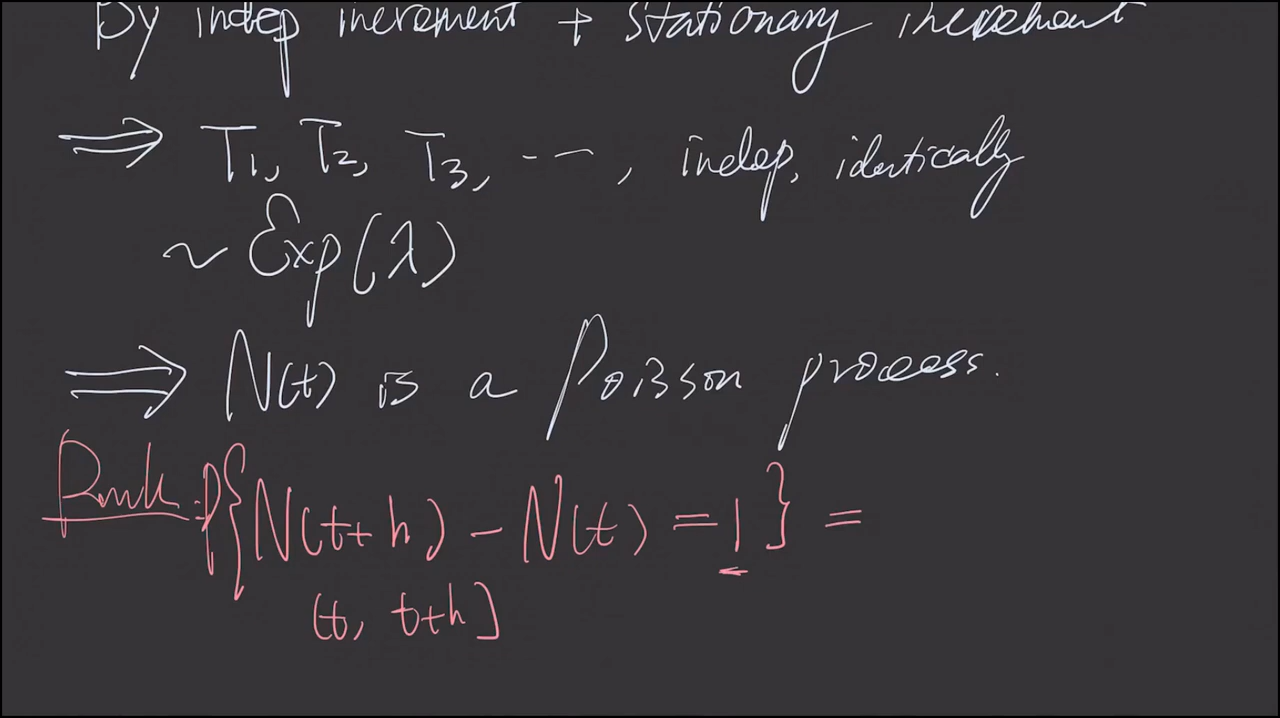 By indep increment + stationary increment
⟹ T₁, T₂, T₃, ⋯, indep, identically
~ Exp(λ)
⟹ N(t) is a Poisson process.
Rmk: P{N(t+h) - N(t) = 1} =
(t, t+h]